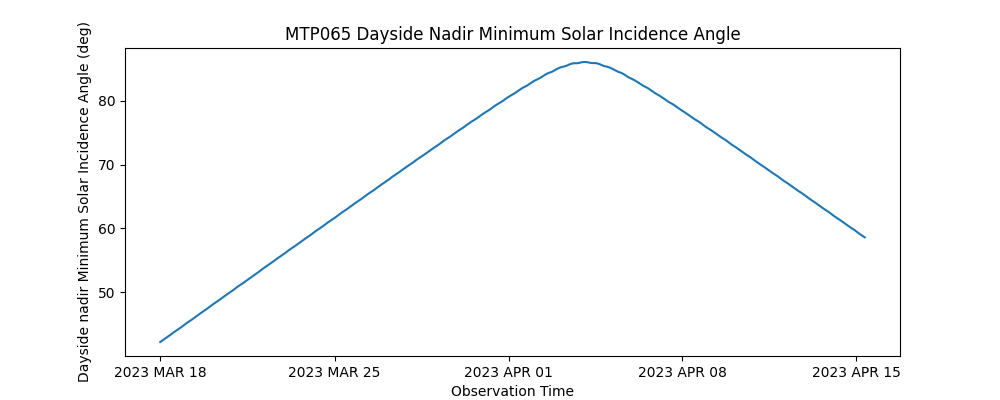 MTP065 Dayside Nadir Minimum Solar Incidence Angle
Dayside nadir Minimum Solar Incidence Angle (deg)
80
70
60
50
2023 MAR 18
2023 MAR 25
2023 APR 01
2023 APR 08
2023 APR 15
Observation Time